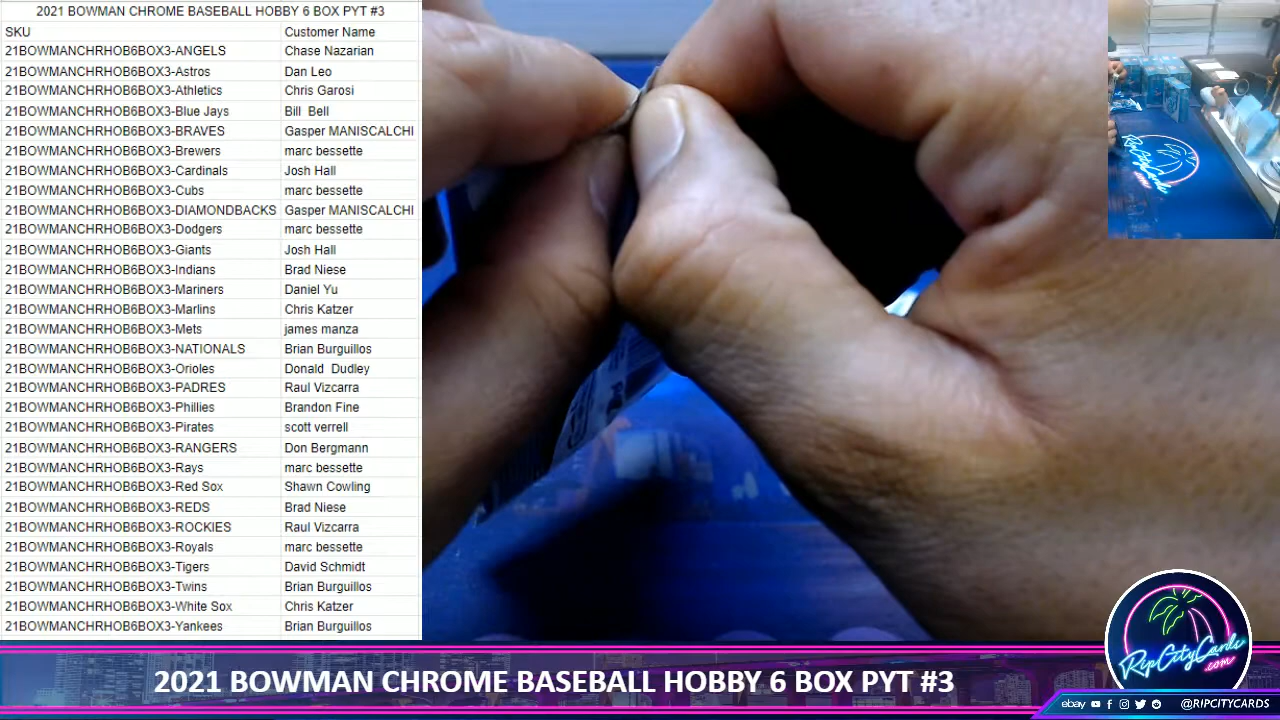 2021 BOWMAN CHROME BASEBALL HOBBY 6 BOX PYT #3
SKU Customer Name
21BOWMANCHRHOB6BOX3-ANGELS Chase Nazarian
21BOWMANCHRHOB6BOX3-Astros Dan Leo
21BOWMANCHRHOB6BOX3-Athletics Chris Garosi
21BOWMANCHRHOB6BOX3-Blue Jays Bill Bell
21BOWMANCHRHOB6BOX3-BRAVES Gasper MANISCALCHI
21BOWMANCHRHOB6BOX3-Brewers marc bessette
21BOWMANCHRHOB6BOX3-Cardinals Josh Hall
21BOWMANCHRHOB6BOX3-Cubs marc bessette
21BOWMANCHRHOB6BOX3-DIAMONDBACKS Gasper MANISCALCHI
21BOWMANCHRHOB6BOX3-Dodgers marc bessette
21BOWMANCHRHOB6BOX3-Giants Josh Hall
21BOWMANCHRHOB6BOX3-Indians Brad Niese
21BOWMANCHRHOB6BOX3-Mariners Daniel Yu
21BOWMANCHRHOB6BOX3-Marlins Chris Katzer
21BOWMANCHRHOB6BOX3-Mets james manza
21BOWMANCHRHOB6BOX3-NATIONALS Brian Burguillos
21BOWMANCHRHOB6BOX3-Orioles Donald Dudley
21BOWMANCHRHOB6BOX3-PADRES Raul Vizcarra
21BOWMANCHRHOB6BOX3-Phillies Brandon Fine
21BOWMANCHRHOB6BOX3-Pirates scott verrell
21BOWMANCHRHOB6BOX3-RANGERS Don Bergmann
21BOWMANCHRHOB6BOX3-Rays marc bessette
21BOWMANCHRHOB6BOX3-Red Sox Shawn Cowling
21BOWMANCHRHOB6BOX3-REDS Brad Niese
21BOWMANCHRHOB6BOX3-ROCKIES Raul Vizcarra
21BOWMANCHRHOB6BOX3-Royals marc bessette
21BOWMANCHRHOB6BOX3-Tigers David Schmidt
21BOWMANCHRHOB6BOX3-Twins Brian Burguillos
21BOWMANCHRHOB6BOX3-White Sox Chris Katzer
21BOWMANCHRHOB6BOX3-Yankees Brian Burguillos
RipCityCards
.com
2021 BOWMAN CHROME BASEBALL HOBBY 6 BOX PYT #3
RipCityCards
.com
ebay @RIPCITYCARDS